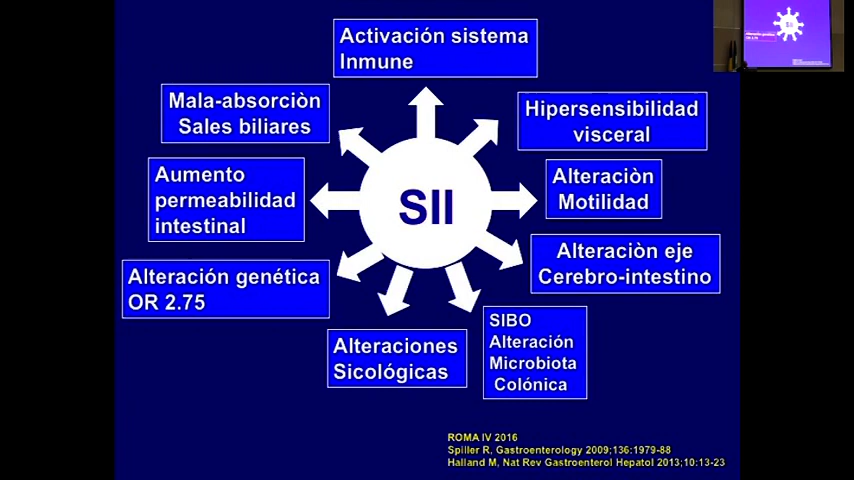 Activación sistema
Inmune
Mala-absorciòn
Sales biliares
Hipersensibilidad
visceral
Aumento
permeabilidad
intestinal
SII
Alteraciòn
Motilidad
Alteraciòn eje
Cerebro-intestino
Alteración genética
OR 2.75
Alteraciones
Sicológicas
SIBO
Alteración
Microbiota
Colónica
ROMA IV 2016
Spiller R, Gastroenterology 2009;136:1979-88
Halland M, Nat Rev Gastroenterol Hepatol 2013;10:13-23